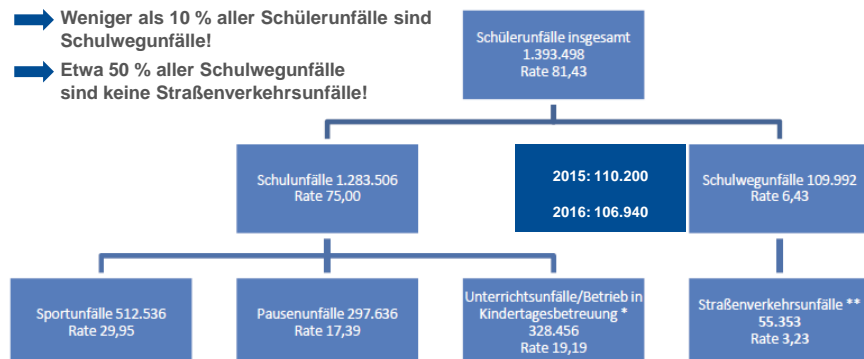 Weniger als 10 % aller Schülerunfälle sind
Schulwegunfälle!
Etwa 50 % aller Schulwegunfälle
sind keine Straßenverkehrsunfälle!
Schülerunfälle insgesamt
1.393.498
Rate 81,43
Schulunfälle 1.283.506
Rate 75,00
2015: 110.200
2016: 106.940
Schulwegunfälle 109.992
Rate 6,43
Sportunfälle 512.536
Rate 29,95
Pausenunfälle 297.636
Rate 17,39
Unterrichtsunfälle/Betrieb in
Kindertagesbetreuung *
328.456
Rate 19,19
Straßenverkehrsunfälle **
55.353
Rate 3,23